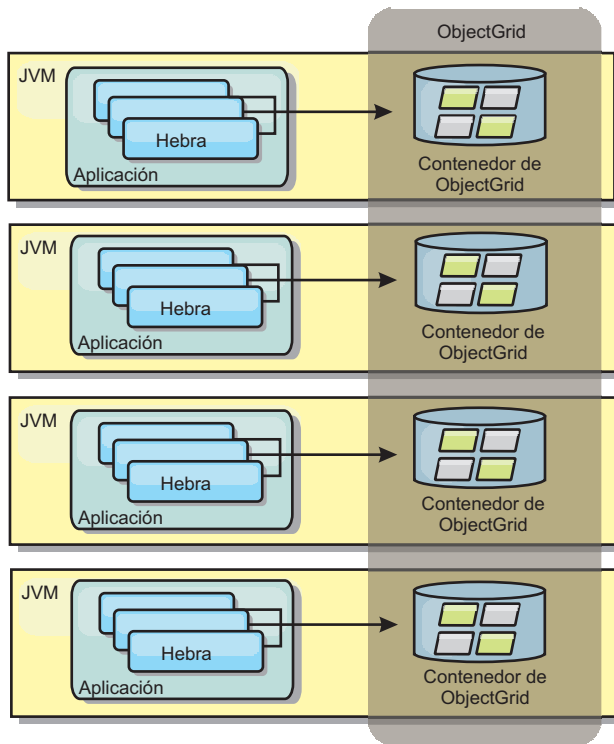 ObjectGrid
JVM
Hebra
Aplicación
Contenedor de
ObjectGrid
JVM
Hebra
Aplicación
Contenedor de
ObjectGrid
JVM
Hebra
Aplicación
Contenedor de
ObjectGrid
JVM
Hebra
Aplicación
Contenedor de
ObjectGrid